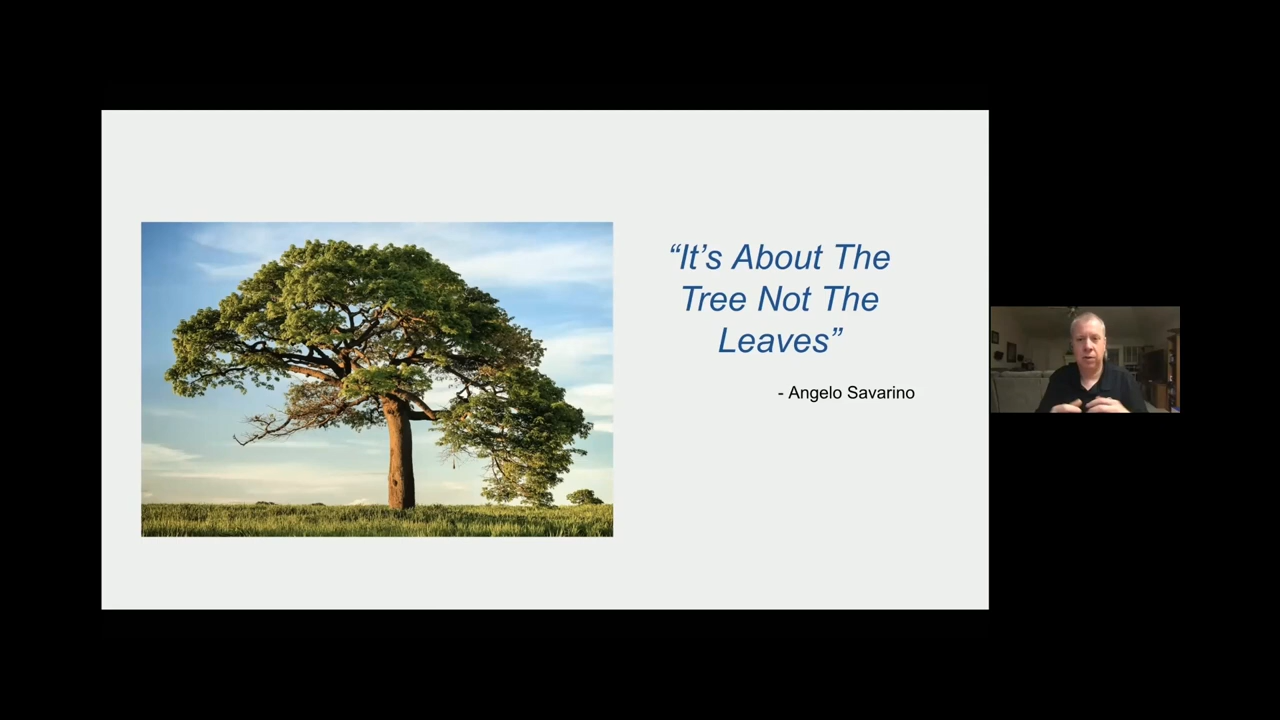 “It’s About The
Tree Not The
Leaves”
- Angelo Savarino